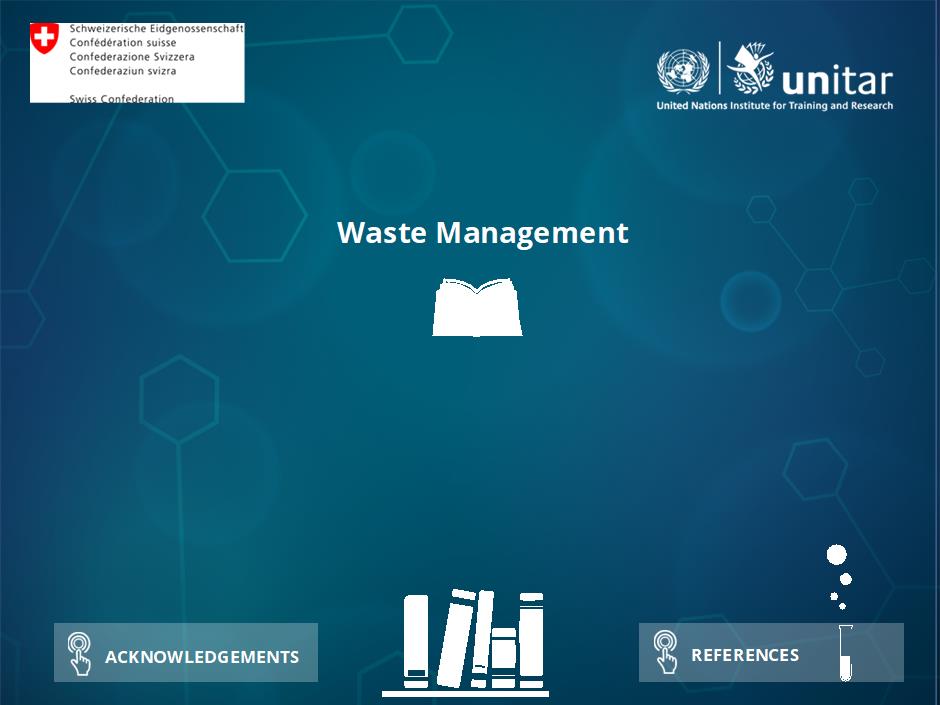 Schweizerische Eidgenossenschaft
Confédération suisse
Confederazione Svizzera
Confederaziun svizra
Swiss Confederation
unitar
United Nations Institute for Training and Research
Waste Management
ACKNOWLEDGEMENTS
REFERENCES